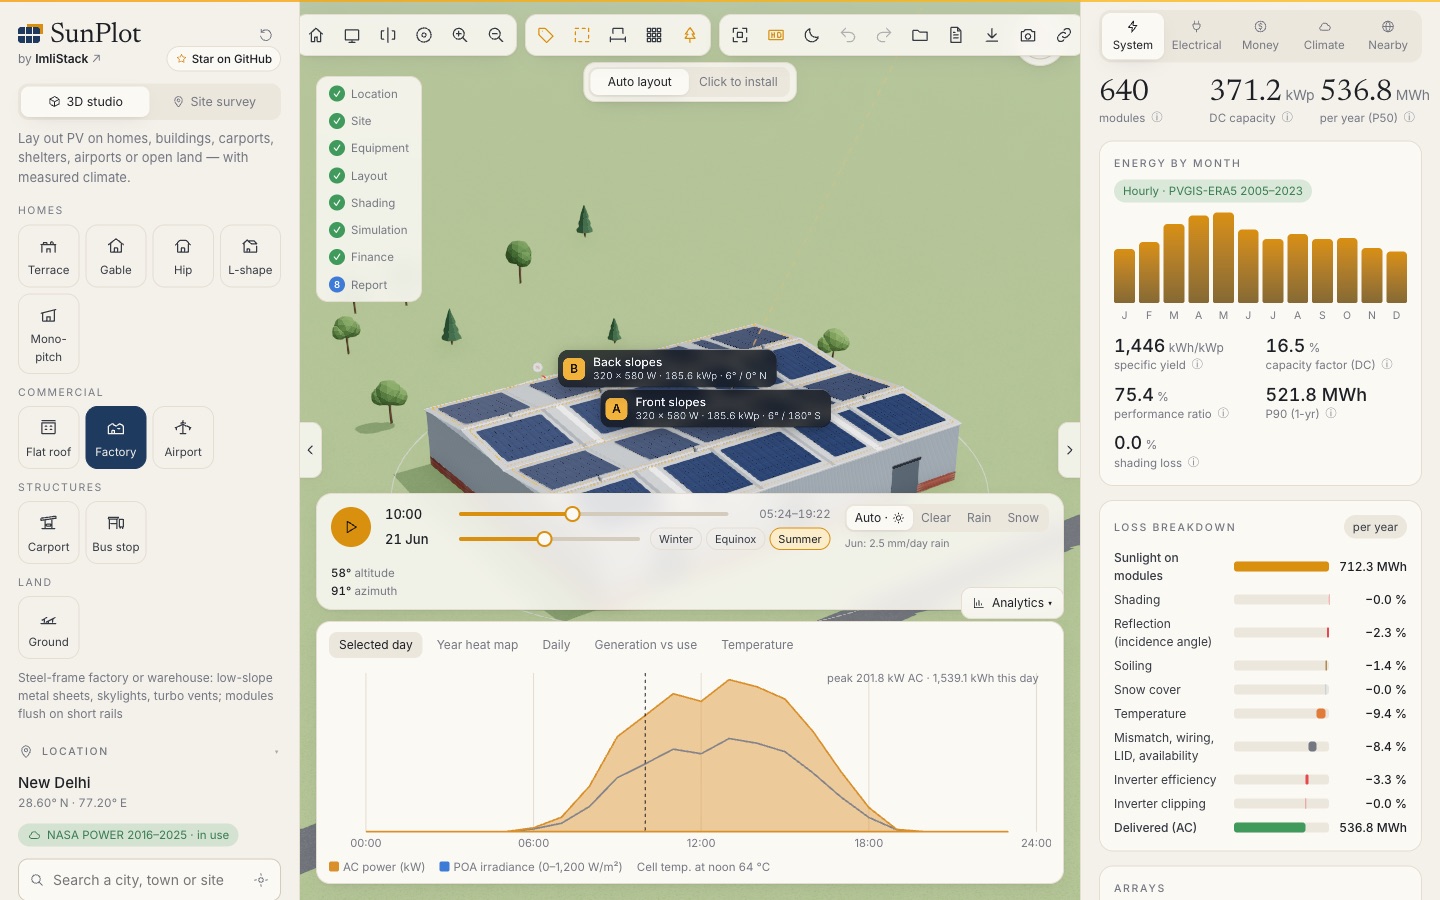 SunPlot
by ImliStack ↗
Star on GitHub
3D studio
Site survey
Lay out PV on homes, buildings, carports,
shelters, airports or open land — with
measured climate.
HOMES
Terrace
Gable
Hip
L-shape
Mono-
pitch
COMMERCIAL
Flat roof
Factory
Airport
STRUCTURES
Carport
Bus stop
LAND
Ground
Steel-frame factory or warehouse: low-slope
metal sheets, skylights, turbo vents; modules
flush on short rails
LOCATION
New Delhi
28.60° N · 77.20° E
NASA POWER 2016–2025 · in use
Search a city, town or site
HD
Auto layout
Click to install
Location
Site
Equipment
Layout
Shading
Simulation
Finance
8 Report
B Back slopes
320 × 580 W · 185.6 kWp · 6° / 0° N
A Front slopes
320 × 580 W · 185.6 kWp · 6° / 180° S
10:00
05:24–19:22
21 Jun
Winter
Equinox
Summer
Auto ·
Clear
Rain
Snow
Jun: 2.5 mm/day rain
58° altitude
91° azimuth
Analytics
Selected day
Year heat map
Daily
Generation vs use
Temperature
peak 201.8 kW AC · 1,539.1 kWh this day
00:00
06:00
12:00
18:00
24:00
AC power (kW)
POA irradiance (0–1,200 W/m²)
Cell temp. at noon 64 °C
System
Electrical
Money
Climate
Nearby
640
modules
371.2 kWp
DC capacity
536.8 MWh
per year (P50)
ENERGY BY MONTH
Hourly · PVGIS-ERA5 2005–2023
J F M A M J J A S O N D
1,446 kWh/kWp
specific yield
16.5 %
capacity factor (DC)
75.4 %
performance ratio
521.8 MWh
P90 (1-yr)
0.0 %
shading loss
LOSS BREAKDOWN
per year
Sunlight on
modules
712.3 MWh
Shading
−0.0 %
Reflection
(incidence angle)
−2.3 %
Soiling
−1.4 %
Snow cover
−0.0 %
Temperature
−9.4 %
Mismatch, wiring,
LID, availability
−8.4 %
Inverter efficiency
−3.3 %
Inverter clipping
−0.0 %
Delivered (AC)
536.8 MWh
ARRAYS